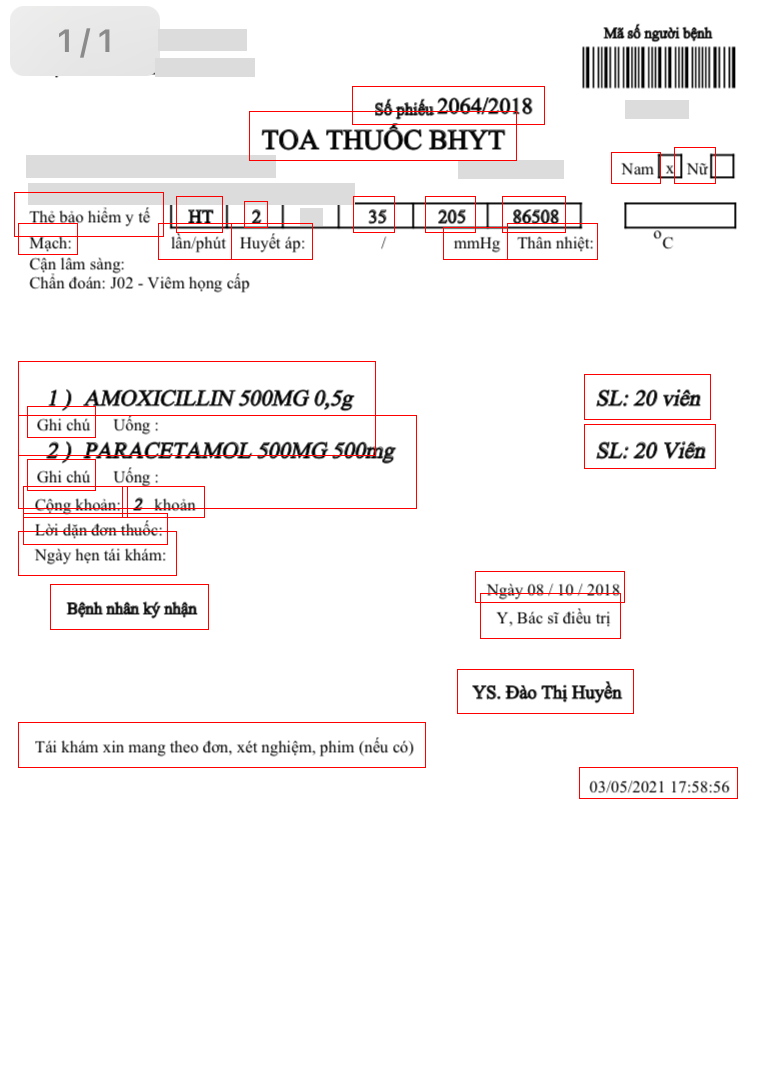 1/1
Mã số người bệnh
Số phiếu 2064/2018
TOA THUỐC BHYT
Nam x Nữ
Thẻ bảo hiểm y tế HT 2 35 205 86508
Mạch: lần/phút Huyết áp: / mmHg Thân nhiệt: °C
Cận lâm sàng:
Chẩn đoán: J02 - Viêm họng cấp
1 ) AMOXICILLIN 500MG 0,5g SL: 20 viên
Ghi chú Uống :
2 ) PARACETAMOL 500MG 500mg SL: 20 Viên
Ghi chú Uống :
Cộng khoản: 2 khoản
Lời dặn đơn thuốc:
Ngày hẹn tái khám:
Ngày 08 / 10 / 2018
Bệnh nhân ký nhận Y, Bác sĩ điều trị
YS. Đào Thị Huyền
Tái khám xin mang theo đơn, xét nghiệm, phim (nếu có)
03/05/2021 17:58:56